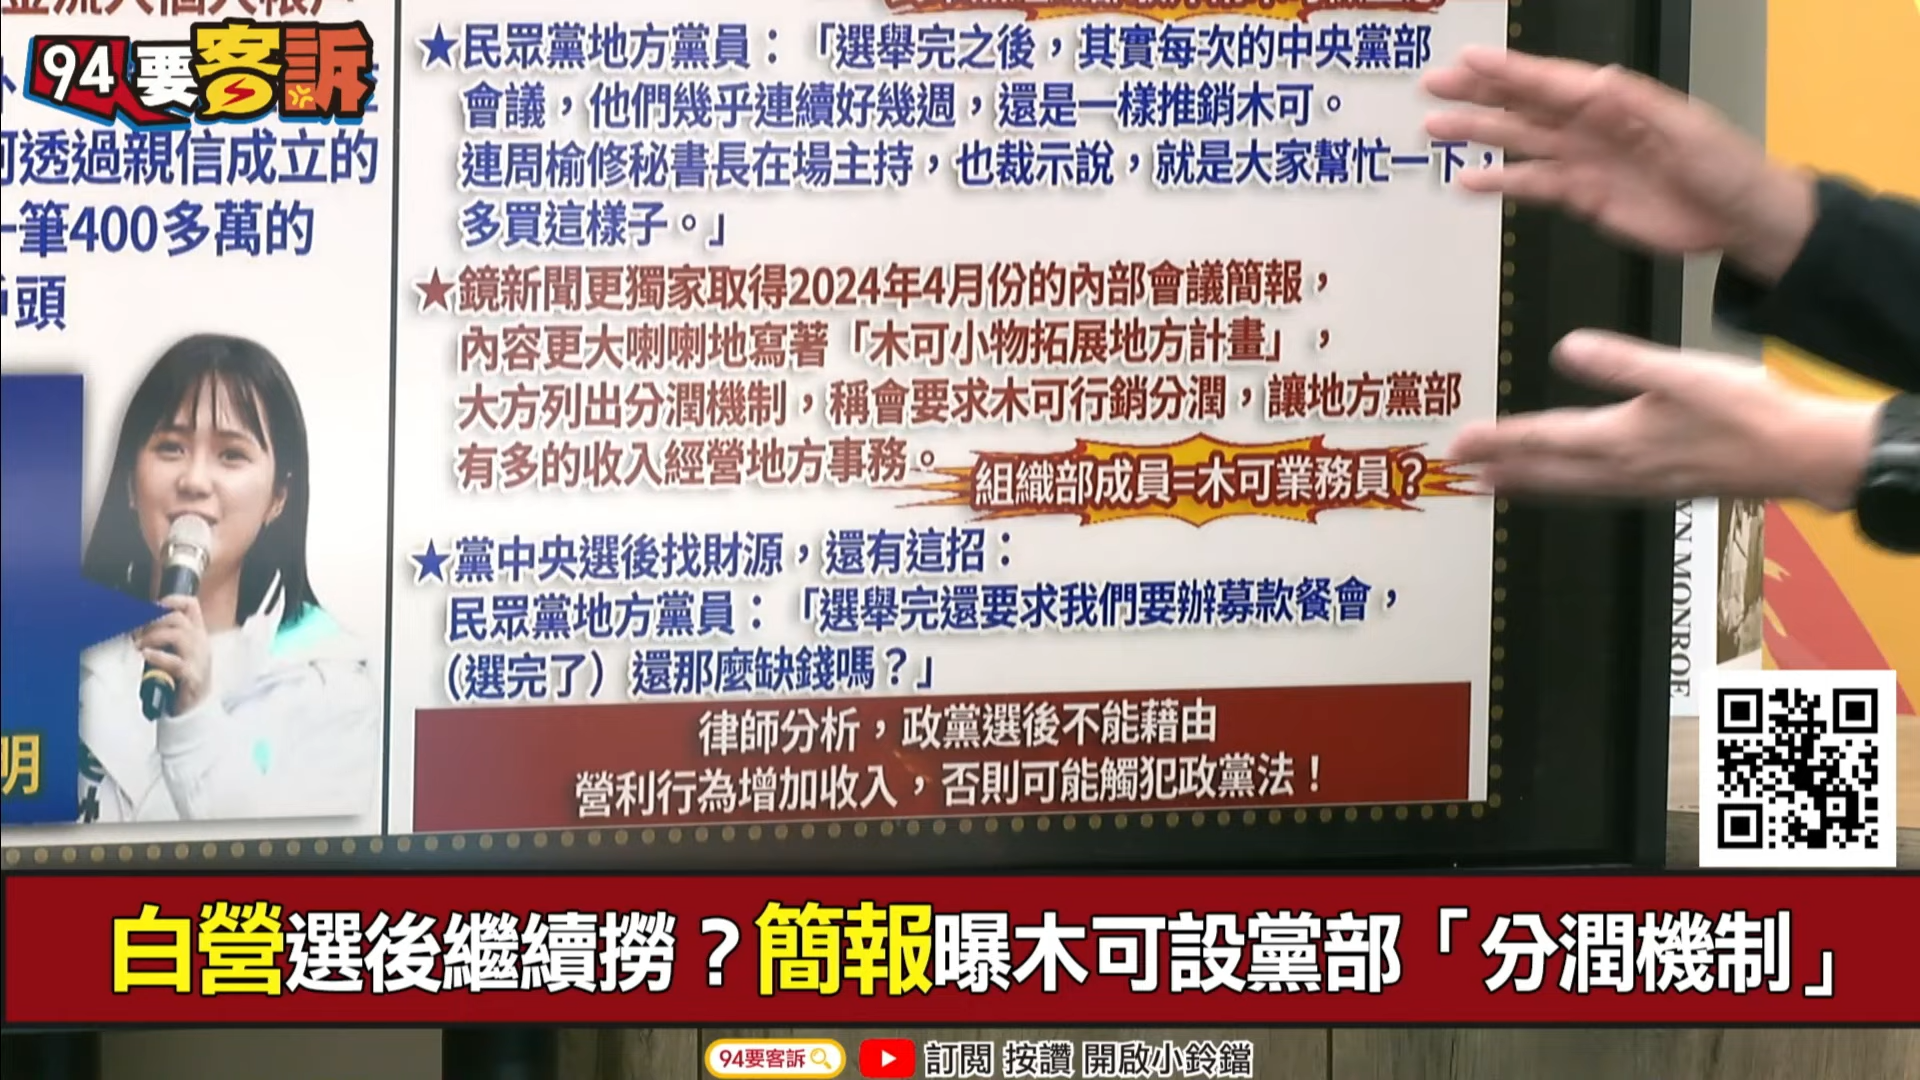 94要客訴
透過親信成立的
筆400多萬的
頭
明
★民眾黨地方黨員：「選舉完之後，其實每次的中央黨部
會議，他們幾乎連續好幾週，還是一樣推銷木可。
連周榆修秘書長在場主持，也裁示說，就是大家幫忙一下，
多買這樣子。」
★鏡新聞更獨家取得2024年4月份的內部會議簡報，
內容更大喇喇地寫著「木可小物拓展地方計畫」，
大方列出分潤機制，稱會要求木可行銷分潤，讓地方黨部
有多的收入經營地方事務。
組織部成員=木可業務員？
★黨中央選後找財源，還有這招：
民眾黨地方黨員：「選舉完還要求我們要辦募款餐會，
（選完了）還那麼缺錢嗎？」
律師分析，政黨選後不能藉由
營利行為增加收入，否則可能觸犯政黨法！
MONROE
白營選後繼續撈？簡報曝木可設黨部「分潤機制」
94要客訴
訂閱 按讚 開啟小鈴鐺